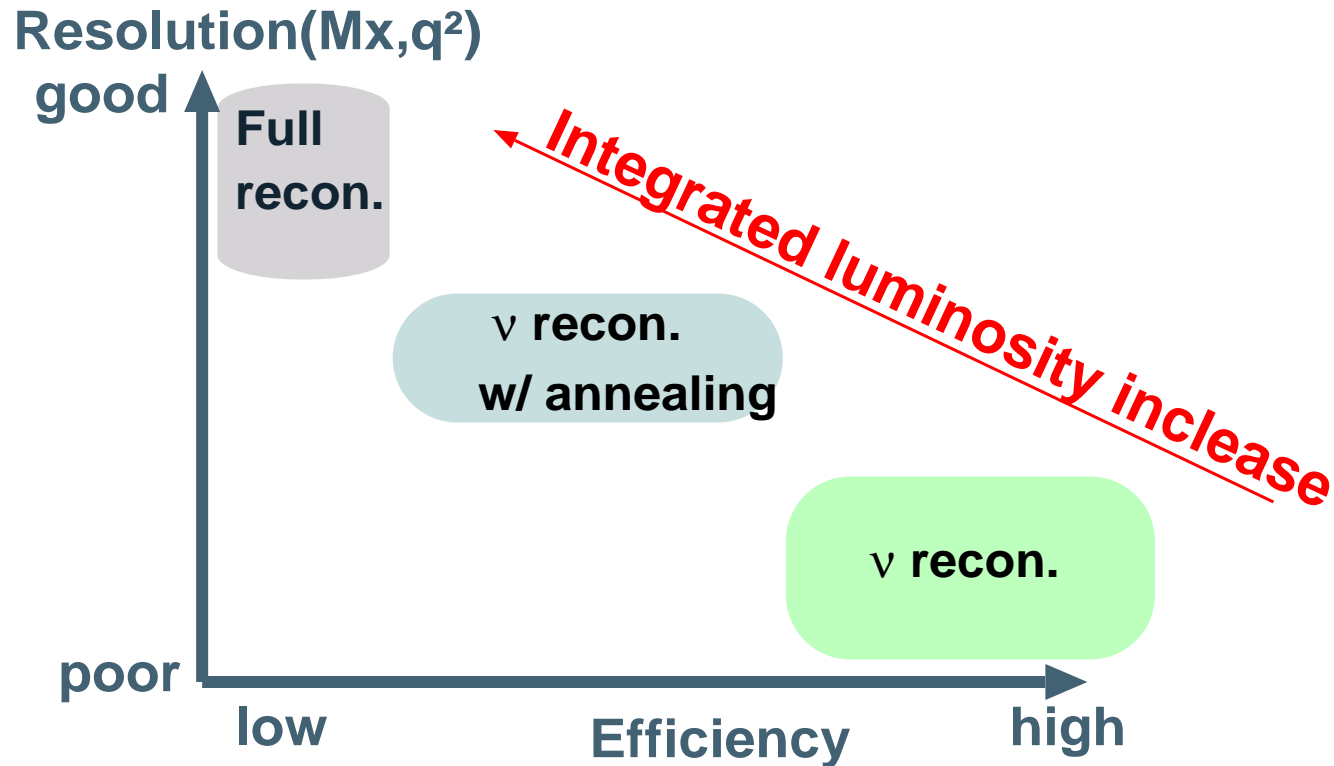 Resolution(Mx,q²)
good
Full
recon.
Integrated luminosity inclease
ν recon.
w/ annealing
ν recon.
poor
low
Efficiency
high